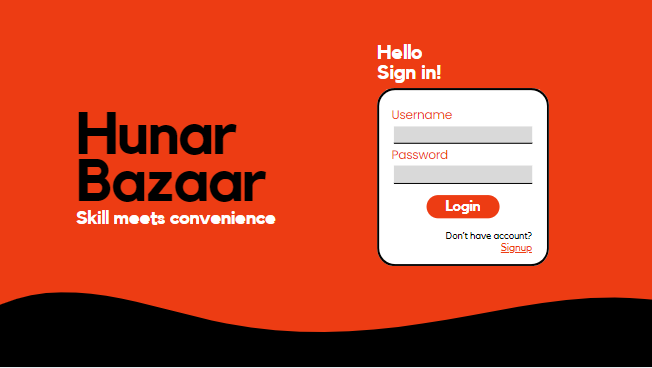 Hunar
Bazaar
Skill meets convenience
Hello
Sign in!
Username
Password
Login
Don't have account?
Signup